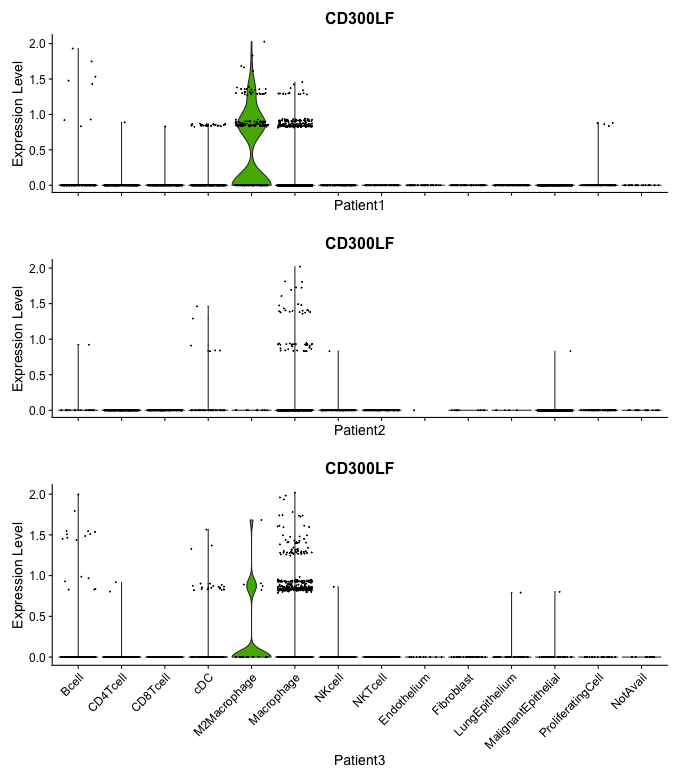 CD300LF
Expression Level
2.0
1.5
1.0
0.5
0.0
Patient1
CD300LF
Expression Level
2.0
1.5
1.0
0.5
0.0
Patient2
CD300LF
Expression Level
2.0
1.5
1.0
0.5
0.0
Bcell
CD4Tcell
CD8Tcell
cDC
M2Macrophage
Macrophage
NKcell
NKTcell
Endothelium
Fibroblast
LungEpithelium
MalignantEpithelial
ProliferatingCell
NotAvail
Patient3